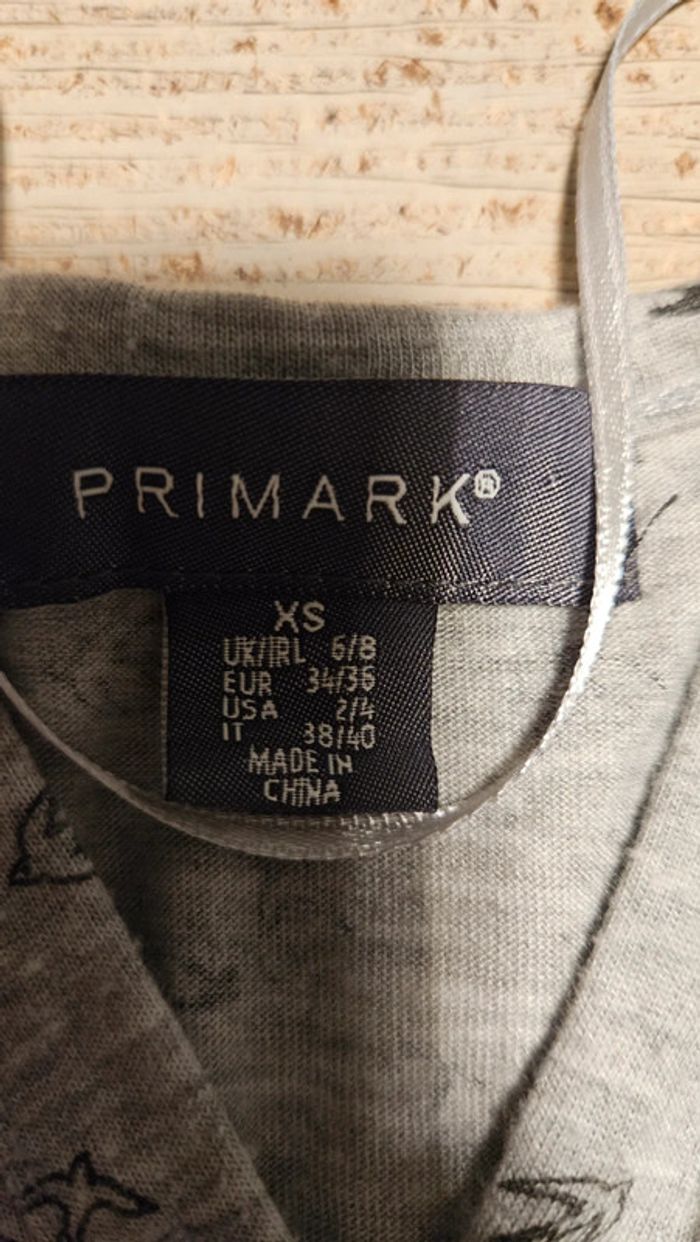 PRIMARK®
XS
UK/IRL 6/8
EUR 34/36
USA 2/4
IT 38/40
MADE IN
CHINA